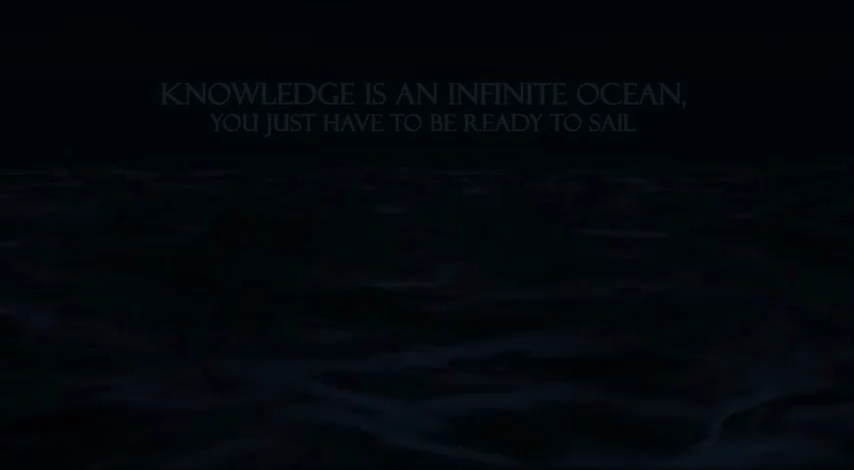 KNOWLEDGE IS AN INFINITE OCEAN,
YOU JUST HAVE TO BE READY TO SAIL